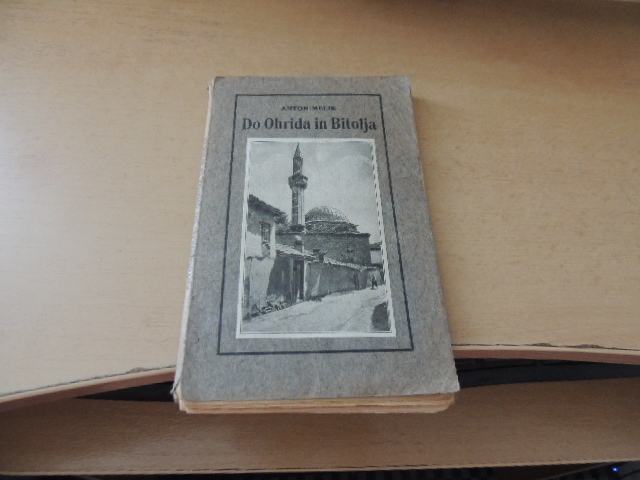 ANTON MELIK
Do Ohrida in Bitolja